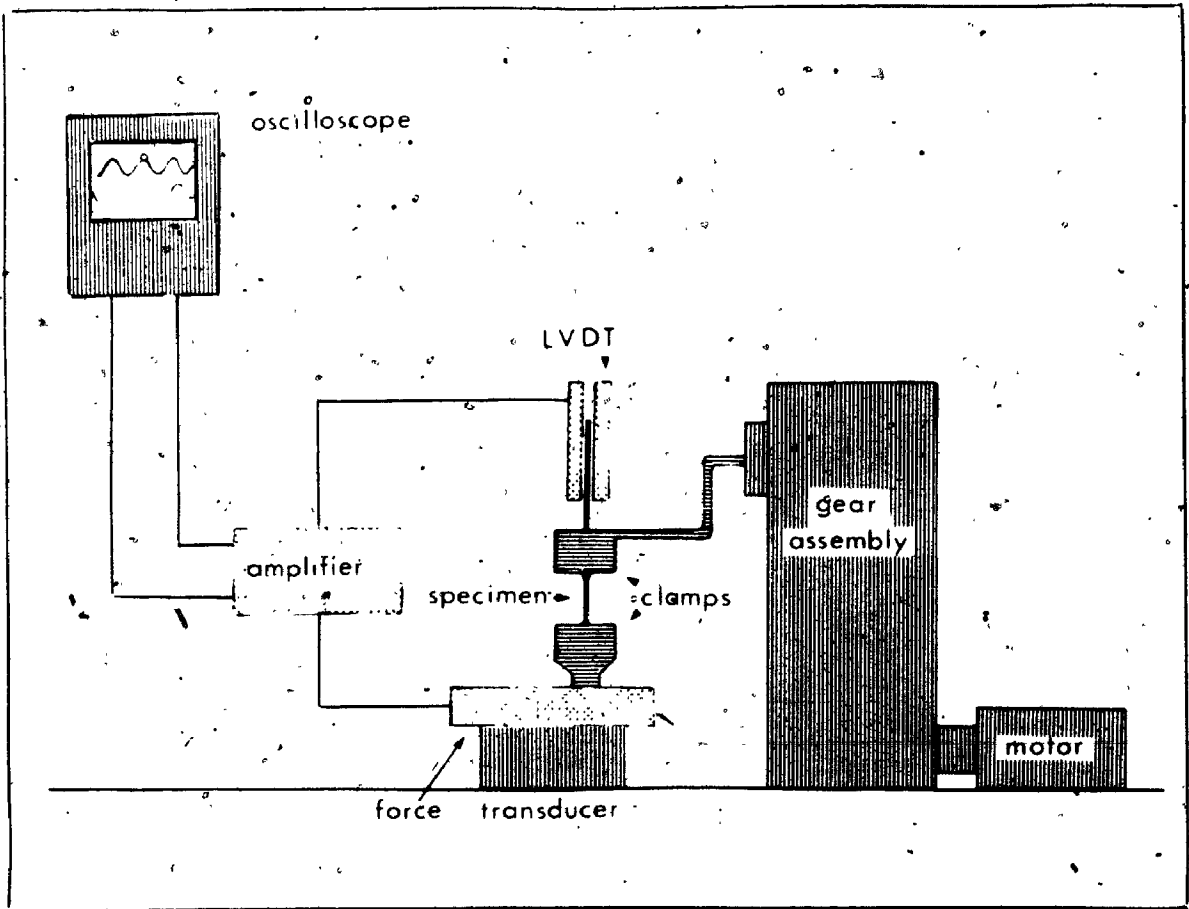 oscilloscope
LVDT
gear
assembly
amplifier
specimen
clamps
motor
force transducer